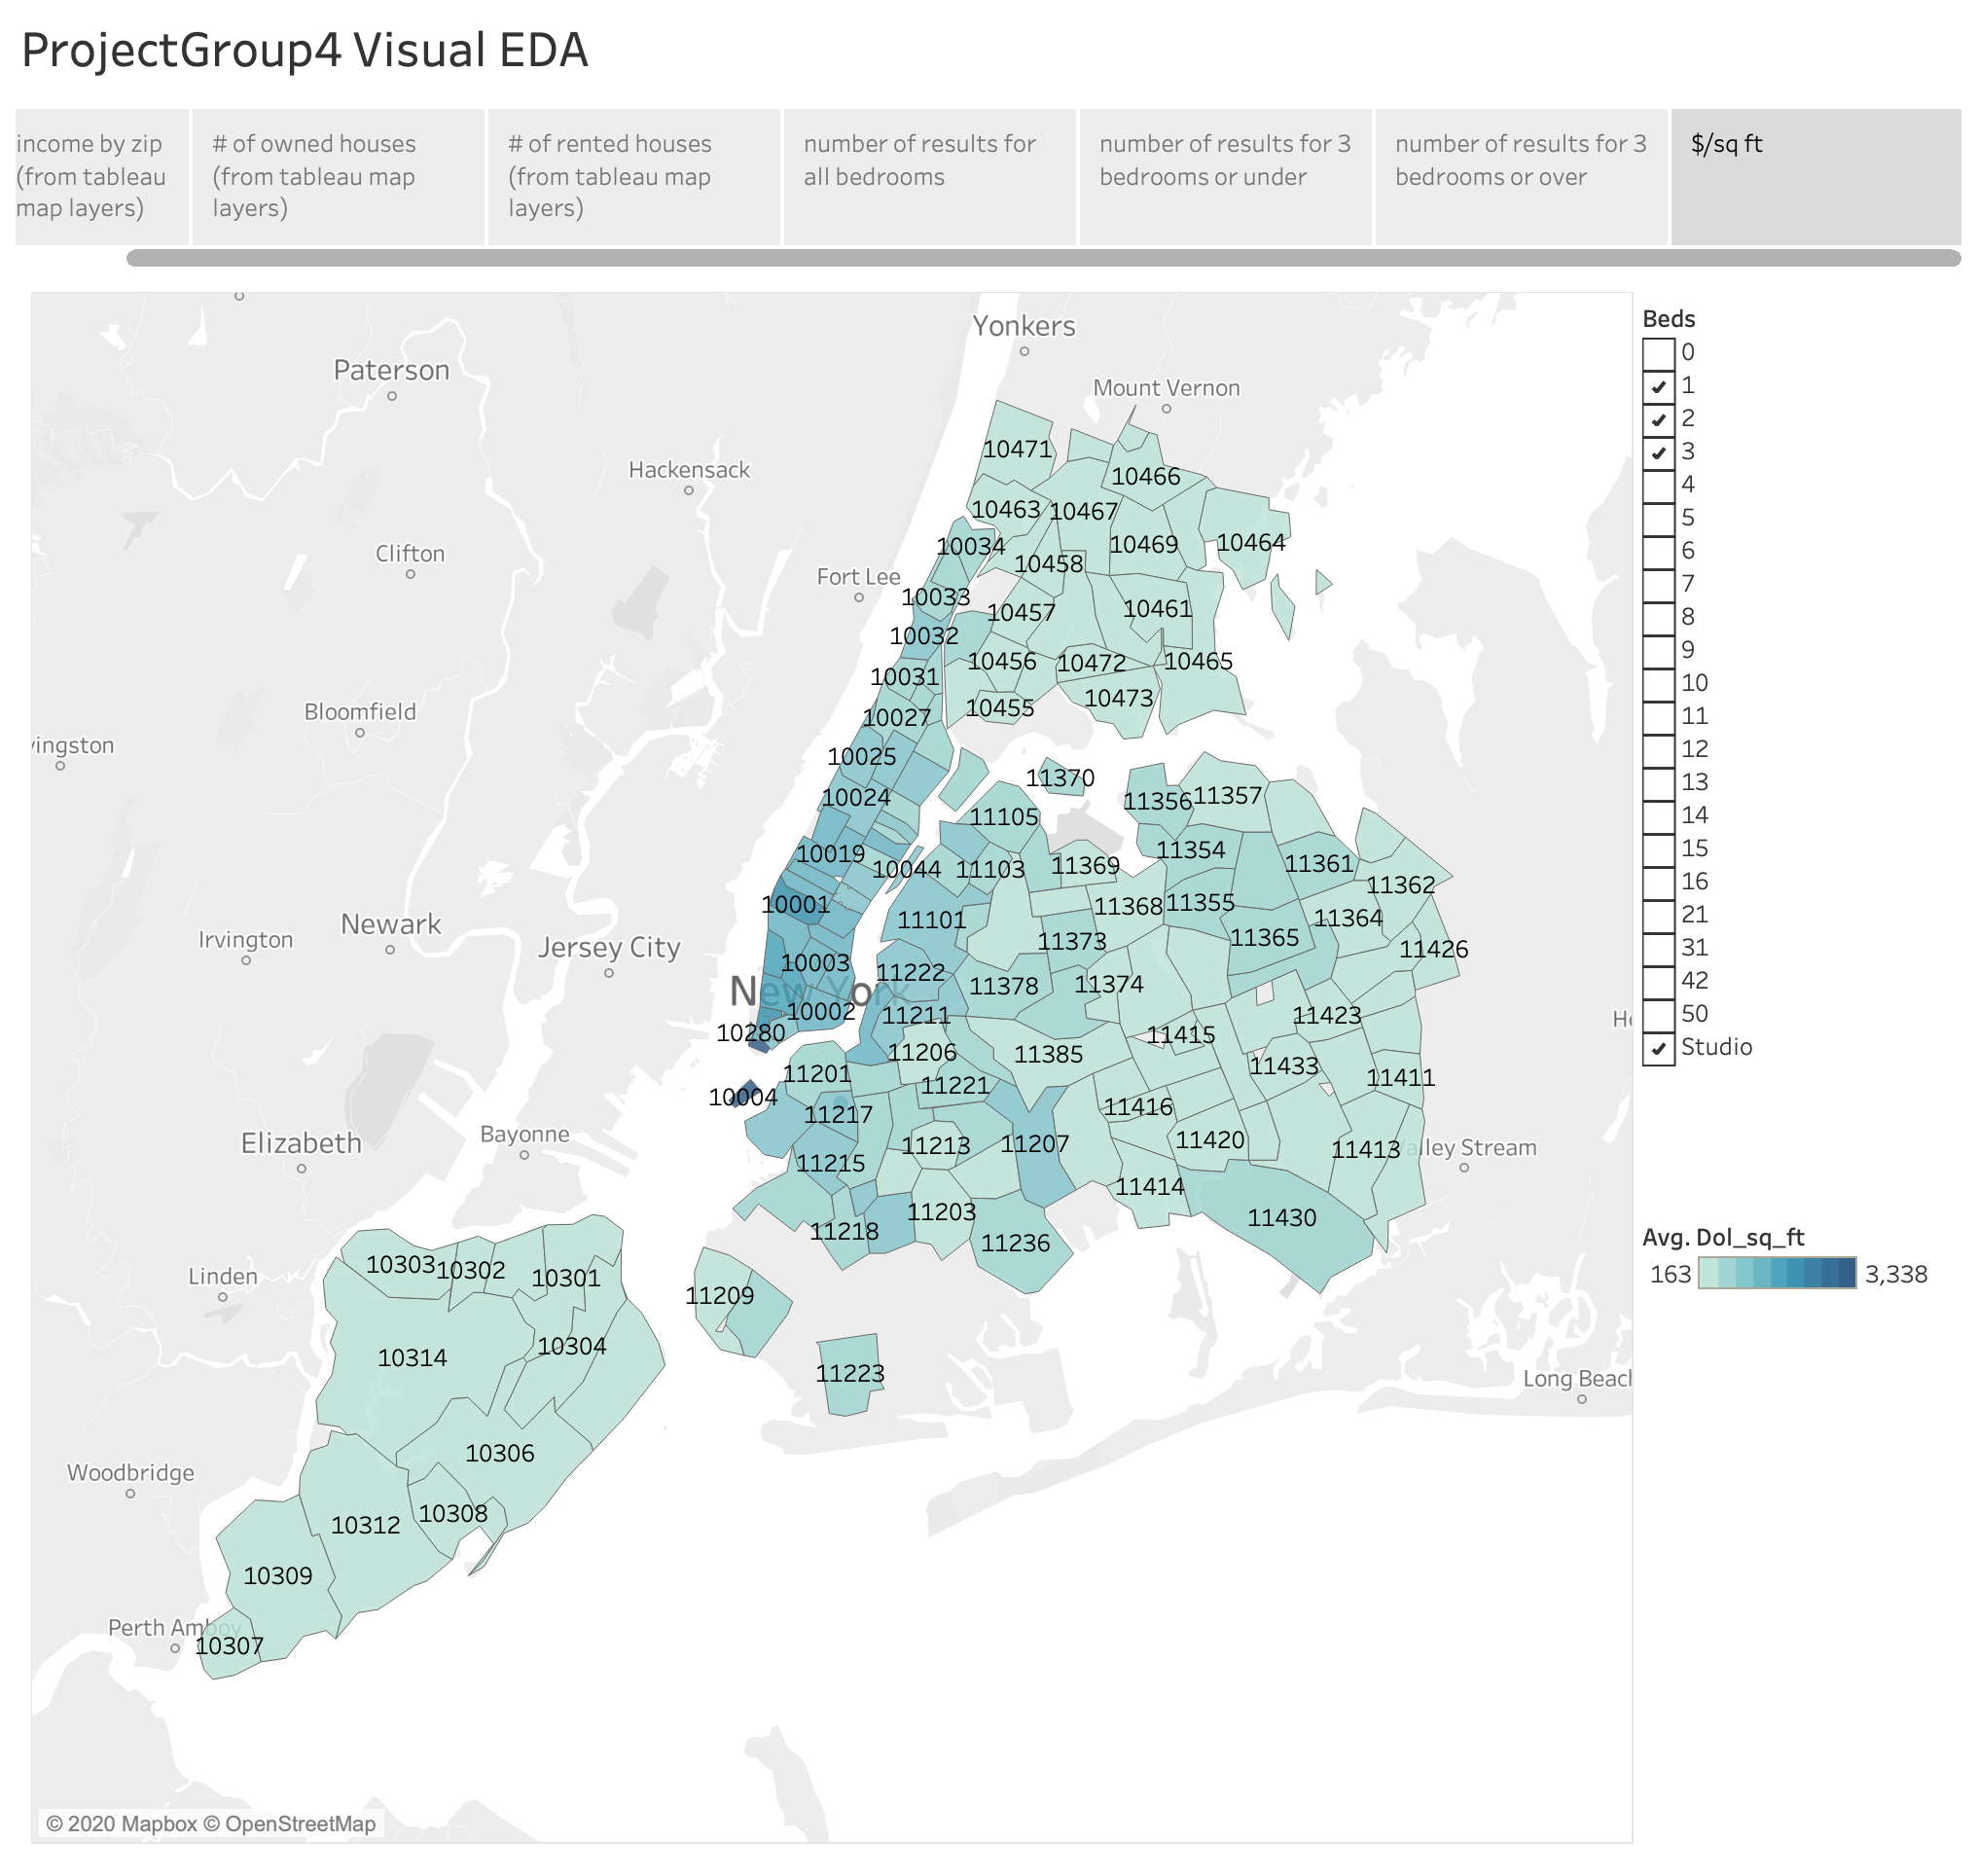 ProjectGroup4 Visual EDA
income by zip
(from tableau
map layers)
# of owned houses
(from tableau map
layers)
# of rented houses
(from tableau map
layers)
number of results for
all bedrooms
number of results for 3
bedrooms or under
number of results for 3
bedrooms or over
$/sq ft
Yonkers
Paterson
Mount Vernon
10471
Hackensack
10466
10463
10467
10464
10034
10469
Clifton
10458
Fort Lee
10033
10457
10461
10032
10456
10472
10465
10031
10473
Bloomfield
10455
10027
vingston
10025
11370
10024
11356
11357
11105
10019
11354
11361
11369
10044
11103
11362
10001
11368
11355
11364
11101
Newark
Irvington
Jersey City
11373
11365
11426
10003
11222
11378
11374
New York
10002
11211
11423
10280
11415
11206
11385
11433
11201
11221
11411
10004
11217
11416
Elizabeth
Bayonne
11213
11207
11420
11413
alley Stream
11215
11414
11203
11430
11218
11236
10303
10302
10301
Linden
11209
10304
10314
11223
Long Beach
10306
Woodbridge
10308
10312
10309
Perth Amboy
10307
© 2020 Mapbox © OpenStreetMap
Beds
0
1
2
3
4
5
6
7
8
9
10
11
12
13
14
15
16
21
31
42
50
Studio
Avg. Dol_sq_ft
163
3,338